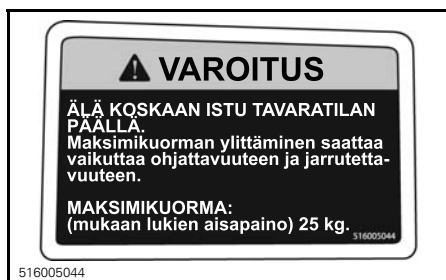 VAROITUS
ÄLÄ KOSKAAN ISTU TAVARATILAN
PÄÄLLÄ.
Maksimikuorman ylittäminen saattaa
vaikuttaa ohjattavuuteen ja jarrutetta-
vuuteen.
MAKSIMIKUORMA:
(mukaan lukien aisapaino) 25 kg.
516005044
516005044